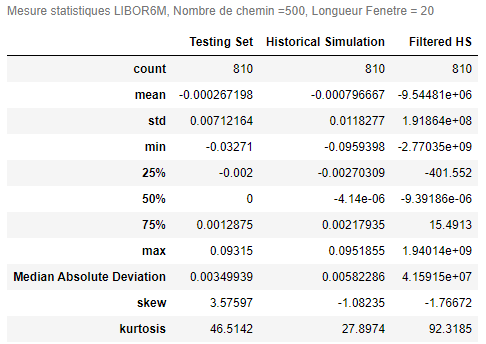 Mesure statistiques LIBOR6M, Nombre de chemin =500, Longueur Fenetre = 20
Testing Set Historical Simulation Filtered HS
count 810 810 810
mean -0.000267198 -0.000796667 -9.54481e+06
std 0.00712164 0.0118277 1.91864e+08
min -0.03271 -0.0959398 -2.77035e+09
25% -0.002 -0.00270309 -401.552
50% 0 -4.14e-06 -9.39186e-06
75% 0.0012875 0.00217935 15.4913
max 0.09315 0.0951855 1.94014e+09
Median Absolute Deviation 0.00349939 0.00582286 4.15915e+07
skew 3.57597 -1.08235 -1.76672
kurtosis 46.5142 27.8974 92.3185